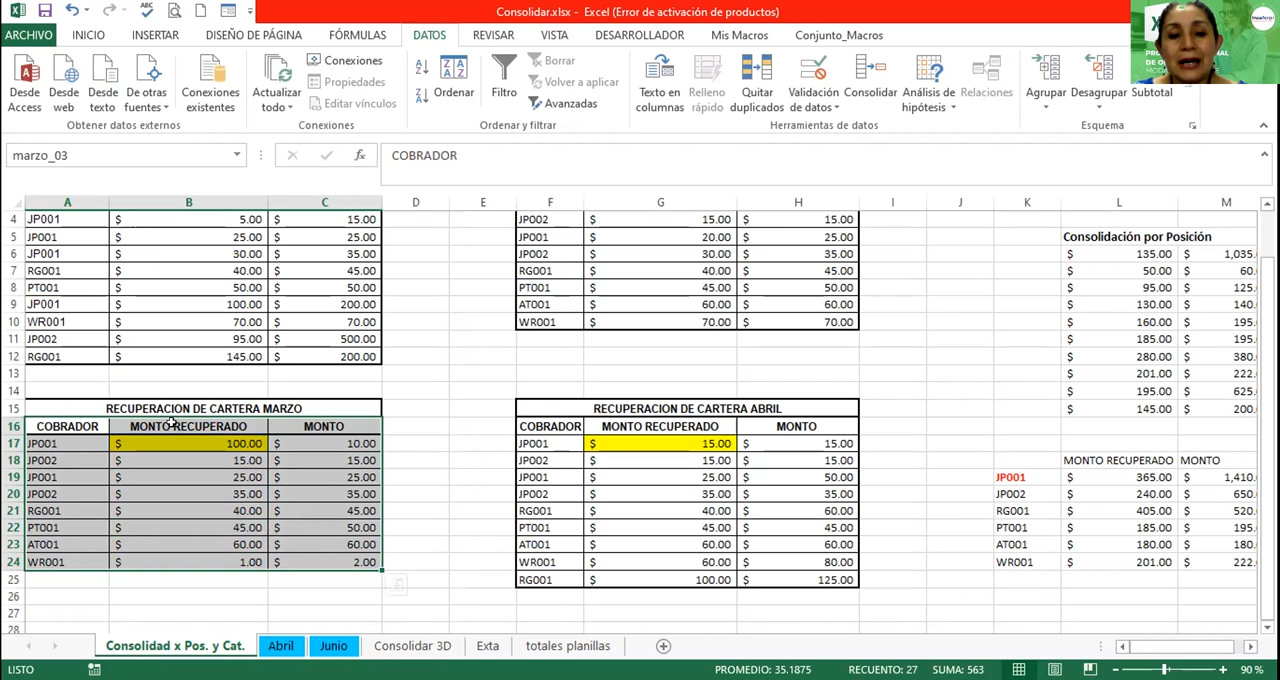 Consolidar.xlsx - Excel (Error de activación de productos)
ARCHIVO INICIO INSERTAR DISEÑO DE PÁGINA FÓRMULAS DATOS REVISAR VISTA DESARROLLADOR Mis Macros Conjunto_Macros
Desde Access
Desde web
Desde texto
De otras fuentes
Conexiones existentes
Obtener datos externos
Actualizar todo
Conexiones
Propiedades
Editar vínculos
Conexiones
Ordenar
Filtro
Borrar
Volver a aplicar
Avanzadas
Ordenar y filtrar
Texto en columnas
Relleno rápido
Quitar duplicados
Validación de datos
Consolidar
Análisis de hipótesis
Relaciones
Herramientas de datos
Agrupar
Desagrupar
Subtotal
Esquema
marzo_03 fx COBRADOR
A B C D E F G H I J K L M
4 JP001 $ 5.00 $ 15.00 JP002 $ 15.00 $ 15.00
5 JP001 $ 25.00 $ 25.00 JP001 $ 20.00 $ 25.00 Consolidación por Posición
6 JP001 $ 30.00 $ 35.00 JP002 $ 30.00 $ 35.00 $ 135.00 $ 1,035.
7 RG001 $ 40.00 $ 45.00 RG001 $ 40.00 $ 45.00 $ 50.00 $ 60.
8 PT001 $ 50.00 $ 50.00 PT001 $ 45.00 $ 50.00 $ 95.00 $ 125.
9 JP001 $ 100.00 $ 200.00 AT001 $ 60.00 $ 60.00 $ 130.00 $ 140.
10 WR001 $ 70.00 $ 70.00 WR001 $ 70.00 $ 70.00 $ 160.00 $ 195.
11 JP002 $ 95.00 $ 500.00 $ 185.00 $ 195.
12 RG001 $ 145.00 $ 200.00 $ 280.00 $ 380.
13 $ 201.00 $ 222.
14 $ 195.00 $ 625.
15 RECUPERACION DE CARTERA MARZO RECUPERACION DE CARTERA ABRIL $ 145.00 $ 200.
16 COBRADOR MONTO RECUPERADO MONTO COBRADOR MONTO RECUPERADO MONTO
17 JP001 $ 100.00 $ 10.00 JP001 $ 15.00 $ 15.00
18 JP002 $ 15.00 $ 15.00 JP002 $ 15.00 $ 15.00 MONTO RECUPERADO MONTO
19 JP001 $ 25.00 $ 25.00 JP001 $ 25.00 $ 50.00 JP001 $ 365.00 $ 1,410.
20 JP002 $ 35.00 $ 35.00 JP002 $ 35.00 $ 35.00 JP002 $ 240.00 $ 650.
21 RG001 $ 40.00 $ 45.00 RG001 $ 40.00 $ 60.00 RG001 $ 405.00 $ 520.
22 PT001 $ 45.00 $ 50.00 PT001 $ 45.00 $ 45.00 PT001 $ 185.00 $ 195.
23 AT001 $ 60.00 $ 60.00 AT001 $ 60.00 $ 60.00 AT001 $ 180.00 $ 180.
24 WR001 $ 1.00 $ 2.00 WR001 $ 60.00 $ 80.00 WR001 $ 201.00 $ 222.
25 RG001 $ 100.00 $ 125.00
26
27
28
Consolidad x Pos. y Cat. Abril Junio Consolidar 3D Exta totales planillas
LISTO PROMEDIO: 35.1875 RECUENTO: 27 SUMA: 563 90 %